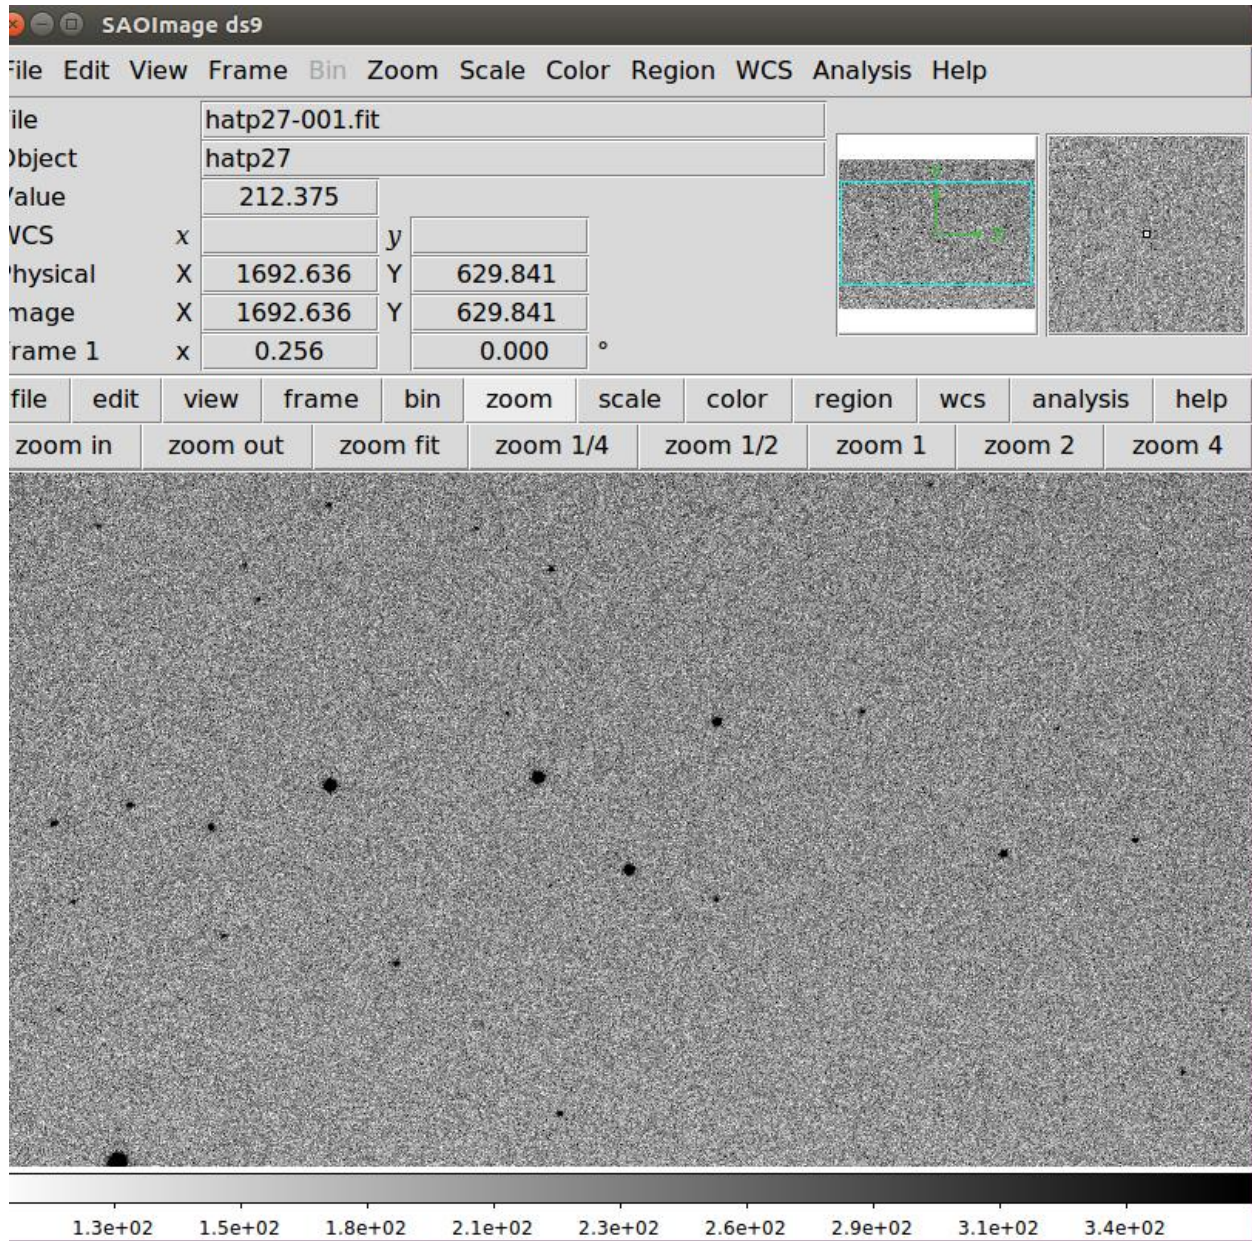 SAOImage ds9
File Edit View Frame Bin Zoom Scale Color Region WCS Analysis Help
ile hatp27-001.fit
bject hatp27
alue 212.375
WCS x y
hysical X 1692.636 Y 629.841
mage X 1692.636 Y 629.841
rame 1 x 0.256 0.000 °
file edit view frame bin zoom scale color region wcs analysis help
zoom in zoom out zoom fit zoom 1/4 zoom 1/2 zoom 1 zoom 2 zoom 4
1.3e+02 1.5e+02 1.8e+02 2.1e+02 2.3e+02 2.6e+02 2.9e+02 3.1e+02 3.4e+02